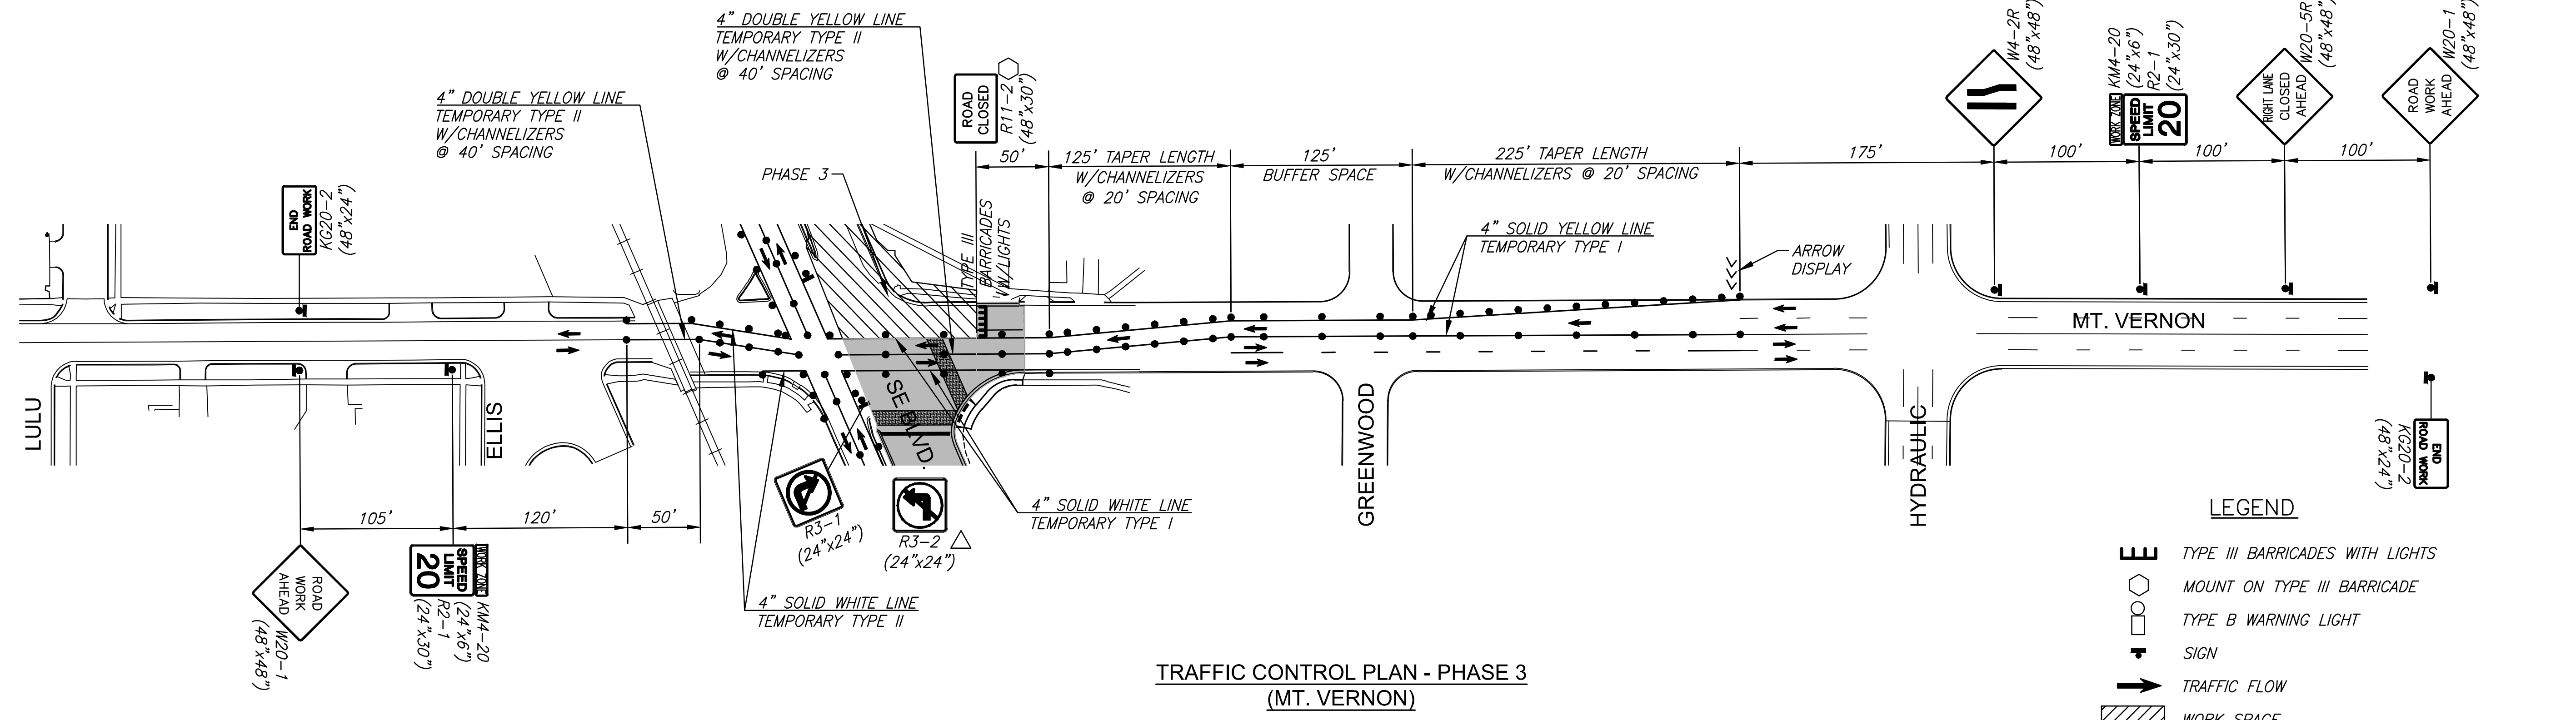 4" DOUBLE YELLOW LINE
TEMPORARY TYPE II
W/CHANNELIZERS
@ 40' SPACING
4" DOUBLE YELLOW LINE
TEMPORARY TYPE II
W/CHANNELIZERS
@ 40' SPACING
ROAD
CLOSED
R11-2
(48"x30")
W4-2R
(48"x48")
WORK ZONE
SPEED
LIMIT
20
KM4-20
(24"x6")
R2-1
(24"x30")
RIGHT LANE
CLOSED
AHEAD
W20-5R
(48"x48")
ROAD
WORK
AHEAD
W20-1
(48"x48")
50'
125' TAPER LENGTH
W/CHANNELIZERS
@ 20' SPACING
125'
BUFFER SPACE
225' TAPER LENGTH
W/CHANNELIZERS @ 20' SPACING
175'
100'
100'
100'
PHASE 3
END
ROAD WORK
KG20-2
(48"x24")
TYPE III
BARRICADES
W/LIGHTS
4" SOLID YELLOW LINE
TEMPORARY TYPE I
ARROW
DISPLAY
MT. VERNON
LULU
ELLIS
SE BLVD.
GREENWOOD
HYDRAULIC
END
ROAD WORK
KG20-2
(48"x24")
105'
120'
50'
R3-1
(24"x24")
R3-2
(24"x24")
4" SOLID WHITE LINE
TEMPORARY TYPE I
ROAD
WORK
AHEAD
W20-1
(48"x48")
WORK ZONE
SPEED
LIMIT
20
KM4-20
(24"x6")
R2-1
(24"x30")
4" SOLID WHITE LINE
TEMPORARY TYPE II
TRAFFIC CONTROL PLAN - PHASE 3
(MT. VERNON)
LEGEND
TYPE III BARRICADES WITH LIGHTS
MOUNT ON TYPE III BARRICADE
TYPE B WARNING LIGHT
SIGN
TRAFFIC FLOW
WORK SPACE